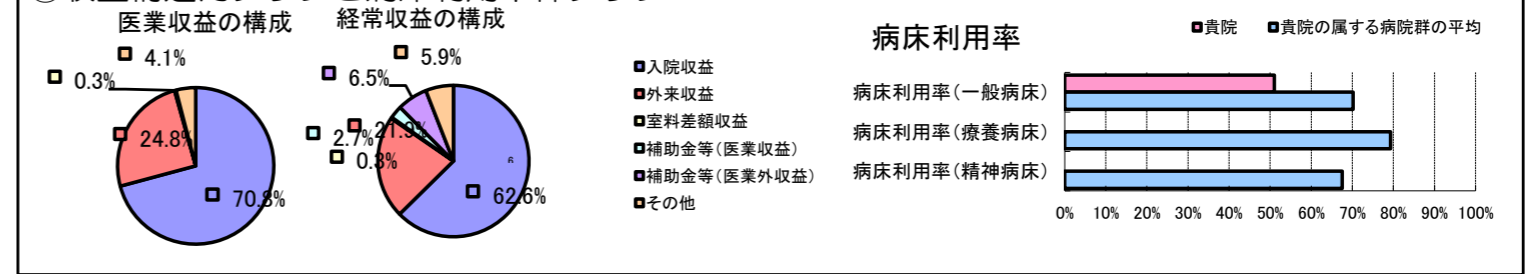 医業収益の構成
4.1%
0.3%
24.8%
70.8%
経常収益の構成
5.9%
6.5%
2.7%
21.9%
0.3%
62.6%
入院収益
外来収益
室料差額収益
補助金等(医業収益)
補助金等(医業外収益)
その他
病床利用率
貴院
貴院の属する病院群の平均
病床利用率(一般病床)
病床利用率(療養病床)
病床利用率(精神病床)
0% 10% 20% 30% 40% 50% 60% 70% 80% 90% 100%